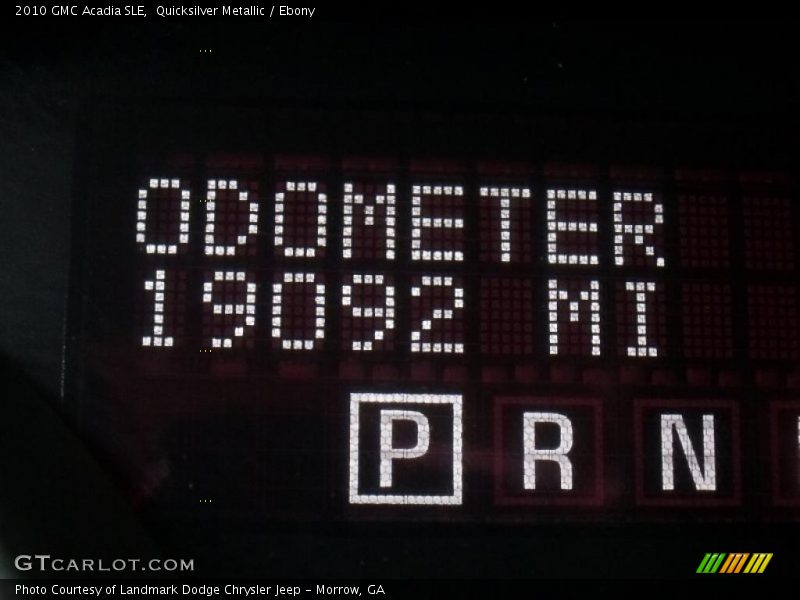 2010 GMC Acadia SLE,  Quicksilver Metallic / Ebony
ODOMETER
19092 MI
P R N
GTCARLOT.COM
Photo Courtesy of Landmark Dodge Chrysler Jeep - Morrow, GA